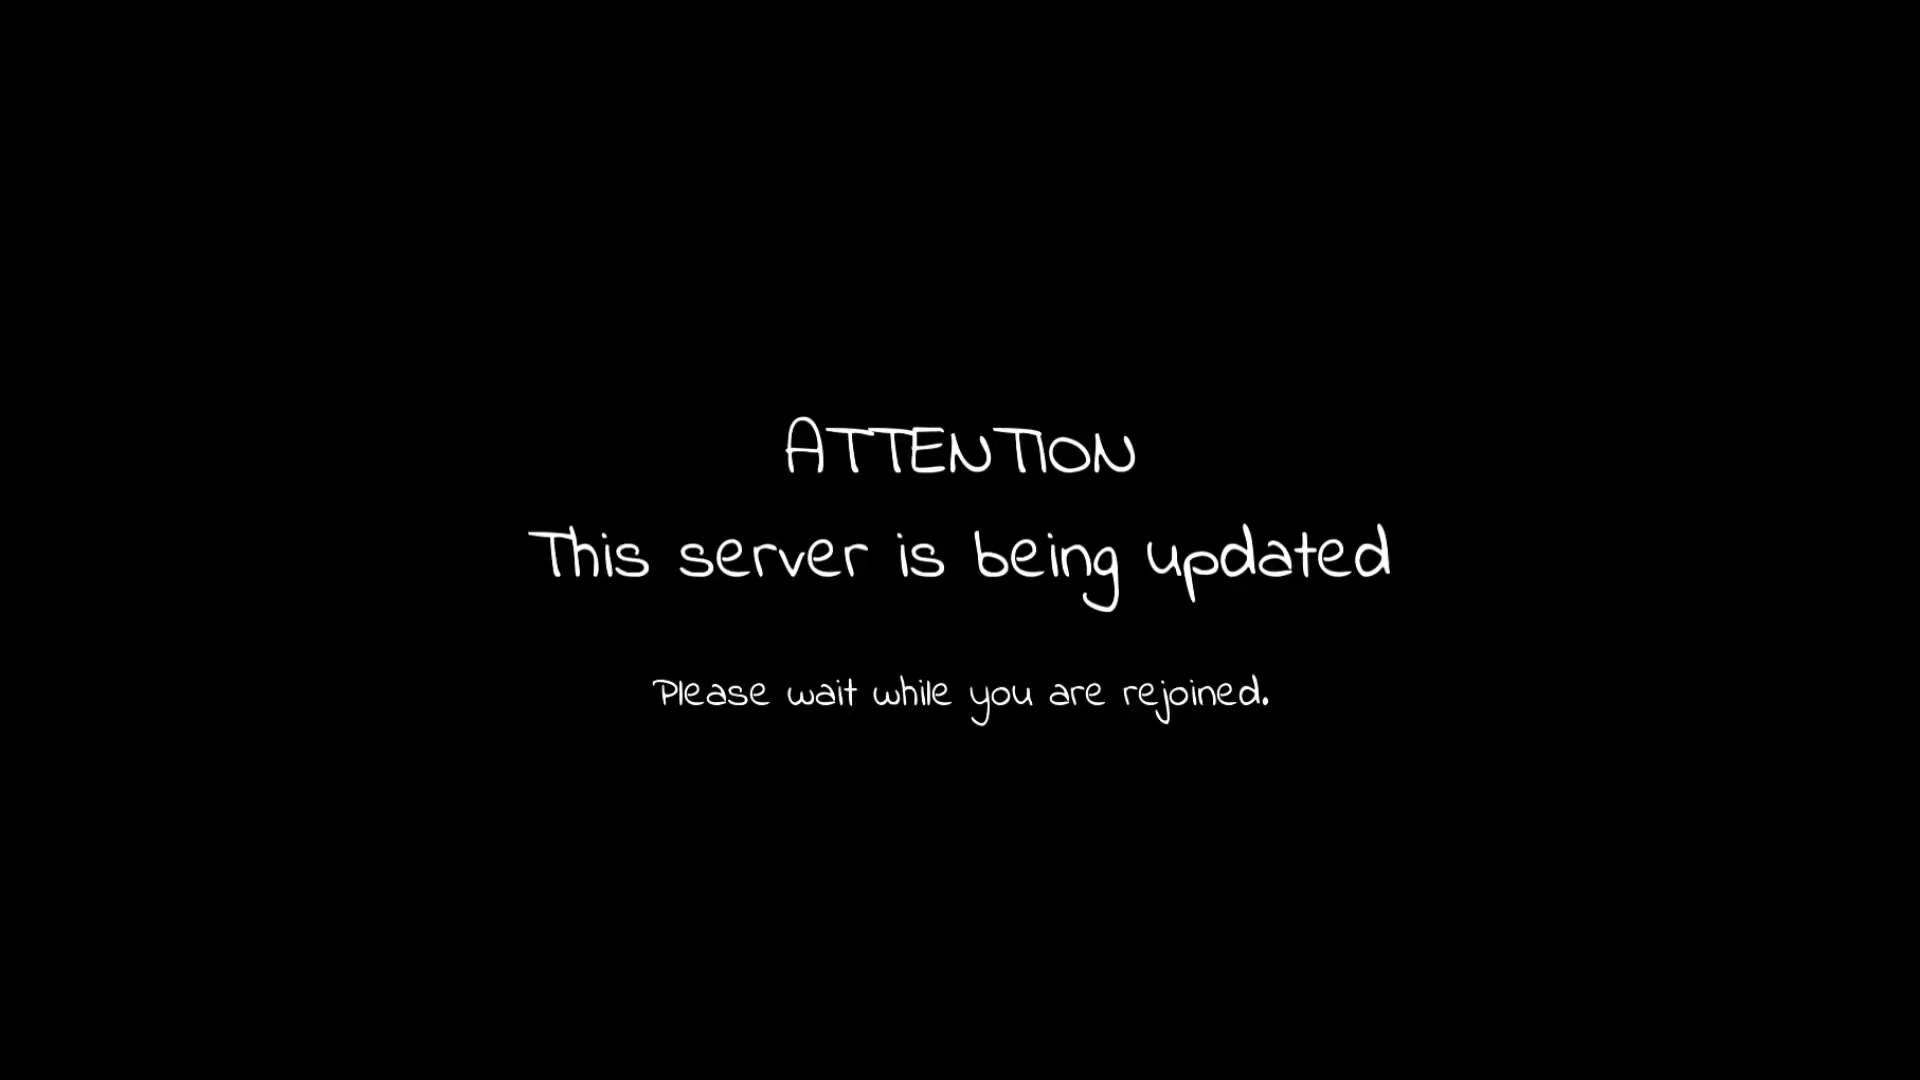 ATTENTION
This server is being updated
Please wait while you are rejoined.